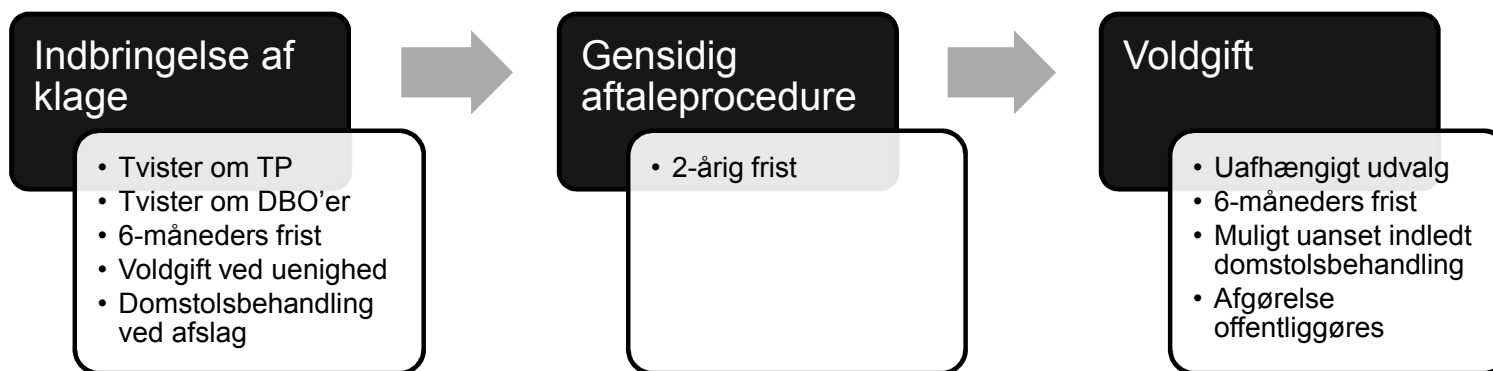 Indbringelse af
klage
• Tvister om TP
• Tvister om DBO’er
• 6-måneders frist
• Voldgift ved uenighed
• Domstolsbehandling
ved afslag
Gensidig
aftaleprocedure
• 2-årig frist
Voldgift
• Uafhængigt udvalg
• 6-måneders frist
• Muligt uanset indledt
domstolsbehandling
• Afgørelse
offentliggøres